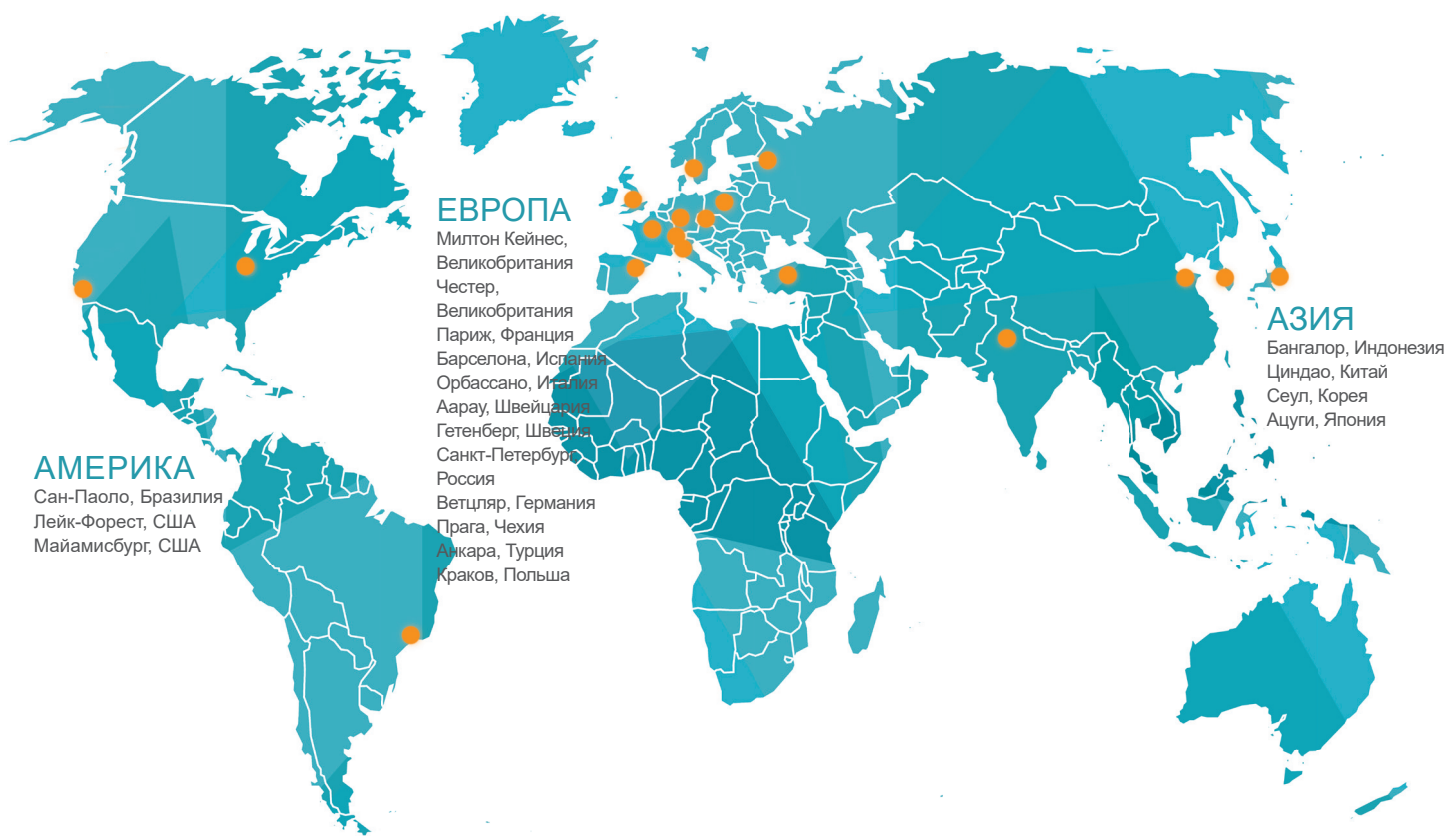 ЕВРОПА
Милтон Кейнес,
Великобритания
Честер,
Великобритания
Париж, Франция
Барселона, Испания
Орбассано, Италия
Аарау, Швейцария
Гетенберг, Швеция
Санкт-Петербург,
Россия
Ветцляр, Германия
Прага, Чехия
Анкара, Турция
Краков, Польша
АЗИЯ
Бангалор, Индонезия
Циндао, Китай
Сеул, Корея
Ацуги, Япония
АМЕРИКА
Сан-Паоло, Бразилия
Лейк-Форест, США
Майамисбург, США